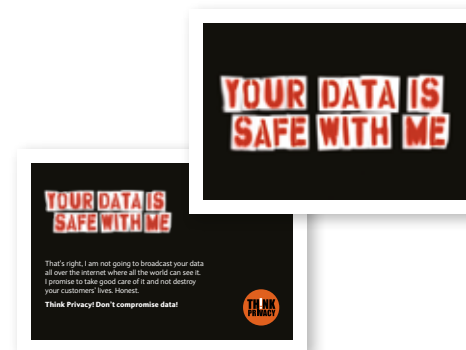 YOUR DATA IS
SAFE WITH ME
YOUR DATA IS
SAFE WITH ME
That's right, I am not going to broadcast your data
all over the internet where all the world can see it.
I promise to take good care of it and not destroy
your customers' lives. Honest.
Think Privacy! Don't compromise data!
THINK
PRIVACY